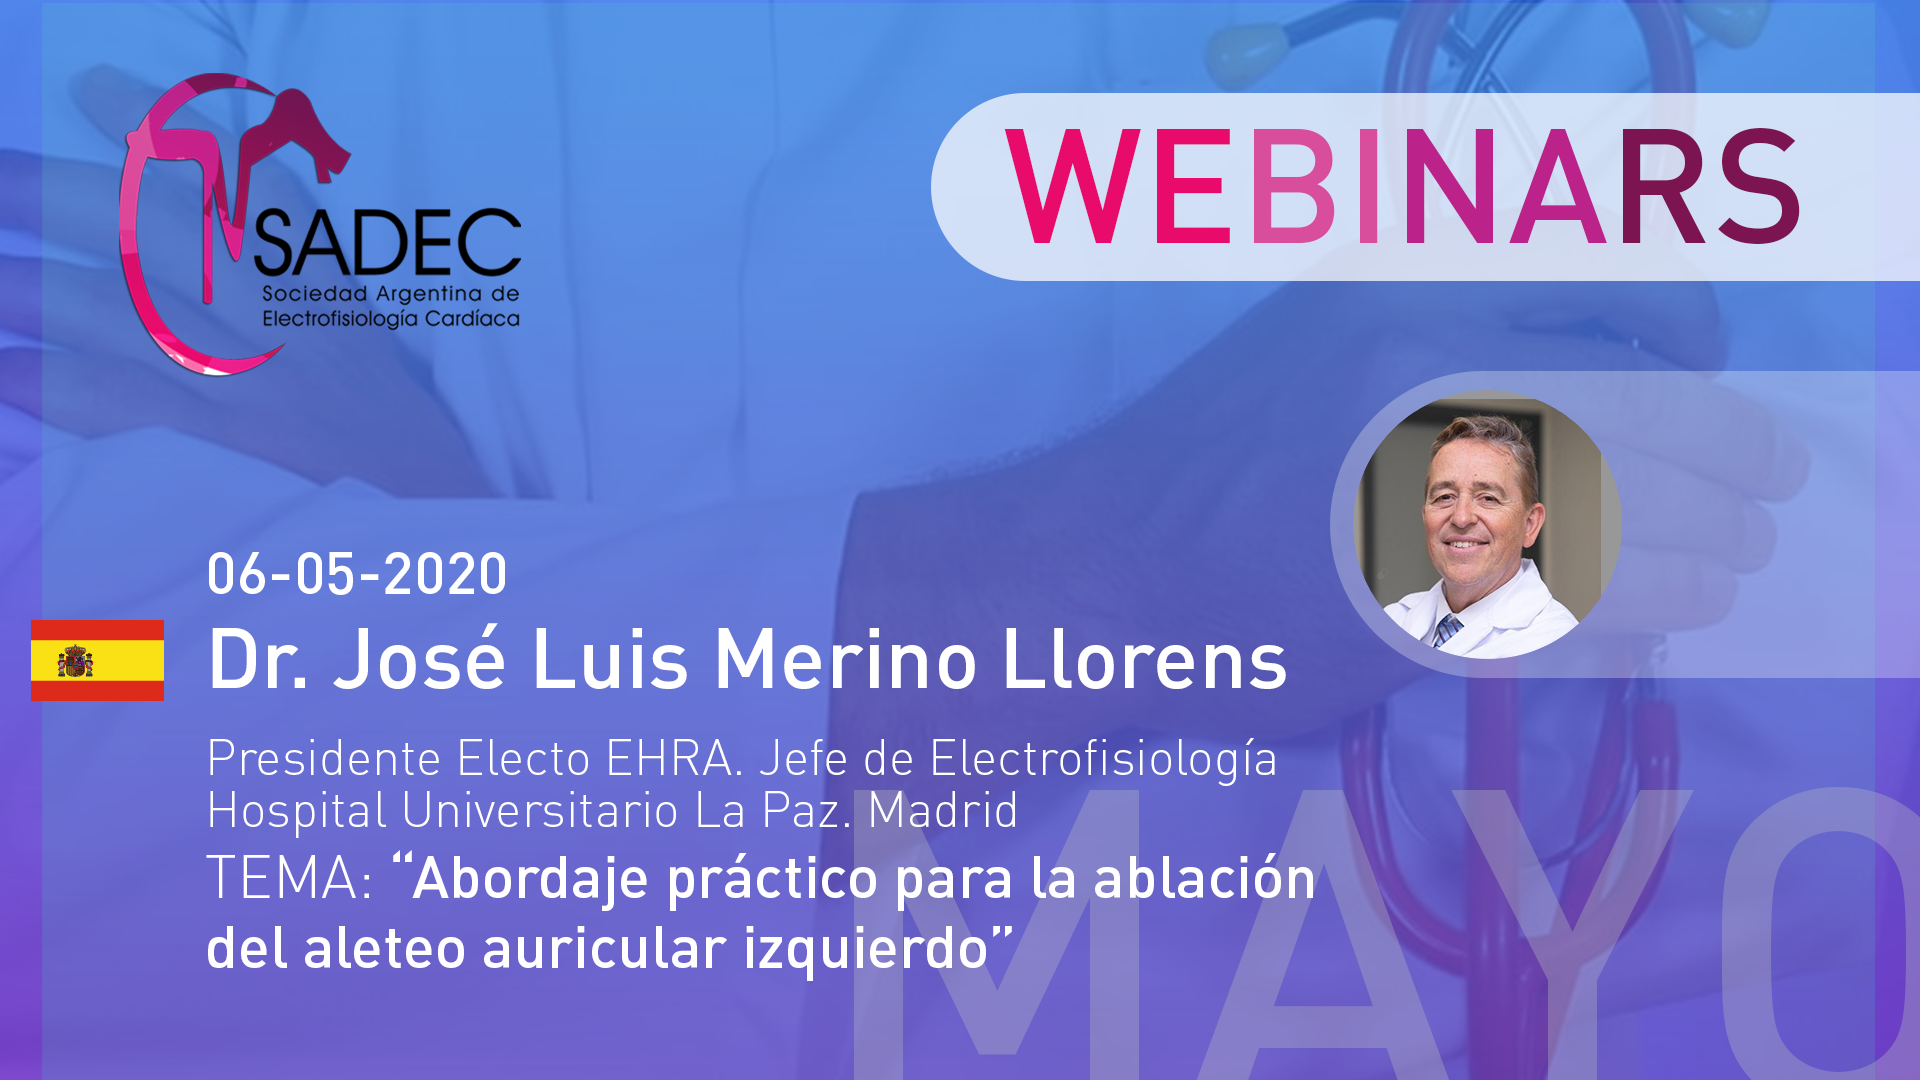 SADEC
Sociedad Argentina de
Electrofisiología Cardíaca
WEBINARS
06-05-2020
Dr. José Luis Merino Llorens
Presidente Electo EHRA. Jefe de Electrofisiología
Hospital Universitario La Paz. Madrid
TEMA: “Abordaje práctico para la ablación
del aleteo auricular izquierdo”
MAYO